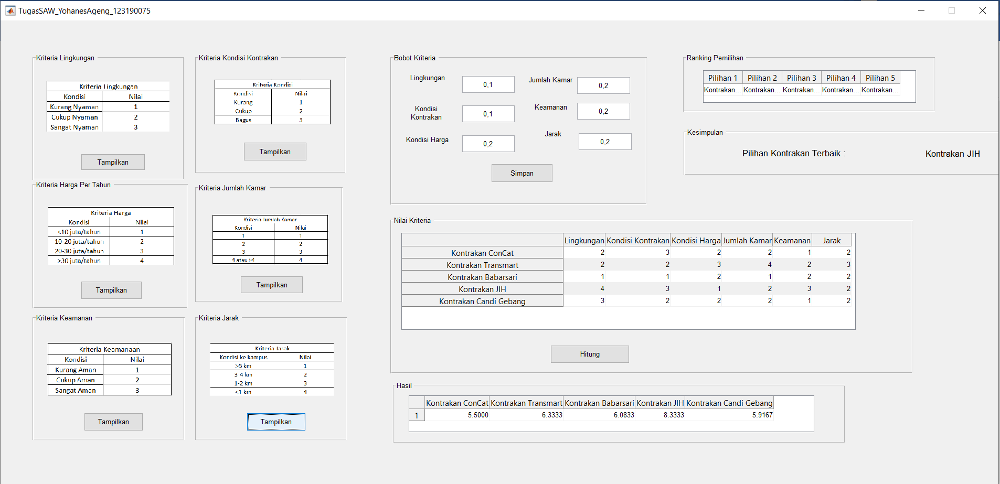 TugasSAW_YohanesAgeng_123190075
Kriteria Lingkungan
Kriteria Lingkungan
Kondisi Nilai
Kurang Nyaman 1
Cukup Nyaman 2
Sangat Nyaman 3
Tampilkan
Kriteria Kondisi Kontrakan
Kriteria Kondisi
Kondisi Nilai
Kurang 1
Cukup 2
Bagus 3
Tampilkan
Kriteria Harga Per Tahun
Kriteria Harga
Kondisi Nilai
<10 juta/tahun 1
10-20 juta/tahun 2
20-30 juta/tahun 3
>30 juta/tahun 4
Tampilkan
Kriteria Jumlah Kamar
Kriteria Jumlah Kamar
Kondisi Nilai
1 1
2 2
3 3
4 atau >4 4
Tampilkan
Kriteria Keamanan
Kriteria Keamanaan
Kondisi Nilai
Kurang Aman 1
Cukup Aman 2
Sangat Aman 3
Tampilkan
Kriteria Jarak
Kriteria Jarak
Kondisi ke kampus Nilai
>5 km 1
3-4 km 2
1-2 km 3
<1 km 4
Tampilkan
Bobot Kriteria
Lingkungan 0,1
Jumlah Kamar 0,2
Kondisi
Kontrakan 0,1
Keamanan 0,2
Kondisi Harga 0,2
Jarak 0,2
Simpan
Nilai Kriteria
Lingkungan Kondisi Kontrakan Kondisi Harga Jumlah Kamar Keamanan Jarak
Kontrakan ConCat 2 3 2 2 1 2
Kontrakan Transmart 2 2 3 4 2 3
Kontrakan Babarsari 1 1 2 1 2 2
Kontrakan JIH 4 3 1 2 3 2
Kontrakan Candi Gebang 3 2 2 2 1 2
Hitung
Hasil
Kontrakan ConCat Kontrakan Transmart Kontrakan Babarsari Kontrakan JIH Kontrakan Candi Gebang
1 5.5000 6.3333 6.0833 8.3333 5.9167
Ranking Pemilihan
Pilihan 1 Pilihan 2 Pilihan 3 Pilihan 4 Pilihan 5
Kontrakan... Kontrakan... Kontrakan... Kontrakan... Kontrakan...
Kesimpulan
Pilihan Kontrakan Terbaik : Kontrakan JIH